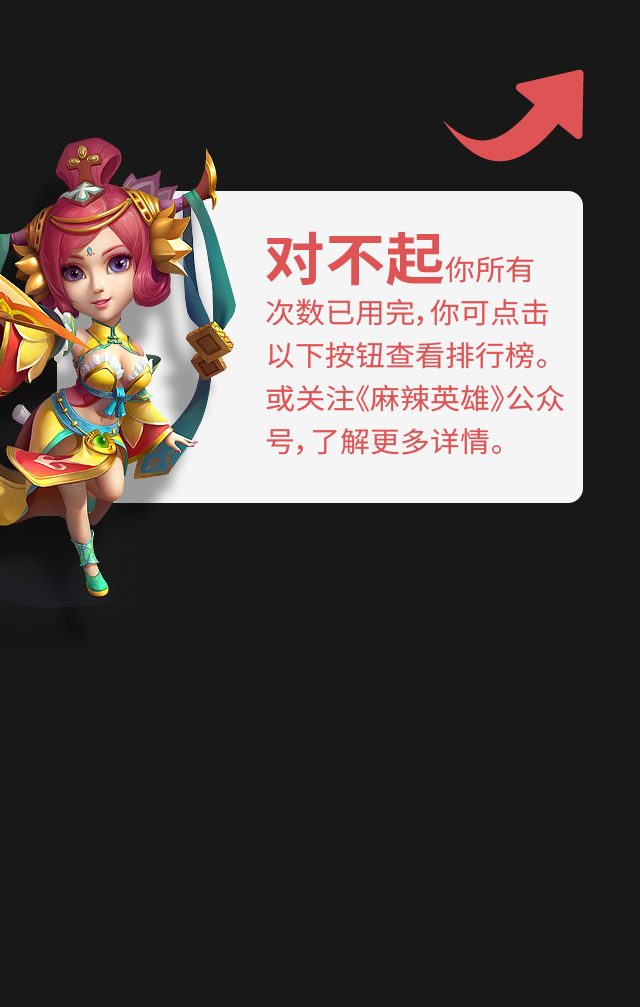 对不起你所有
次数已用完，你可点击
以下按钮查看排行榜。
或关注《麻辣英雄》公众
号，了解更多详情。